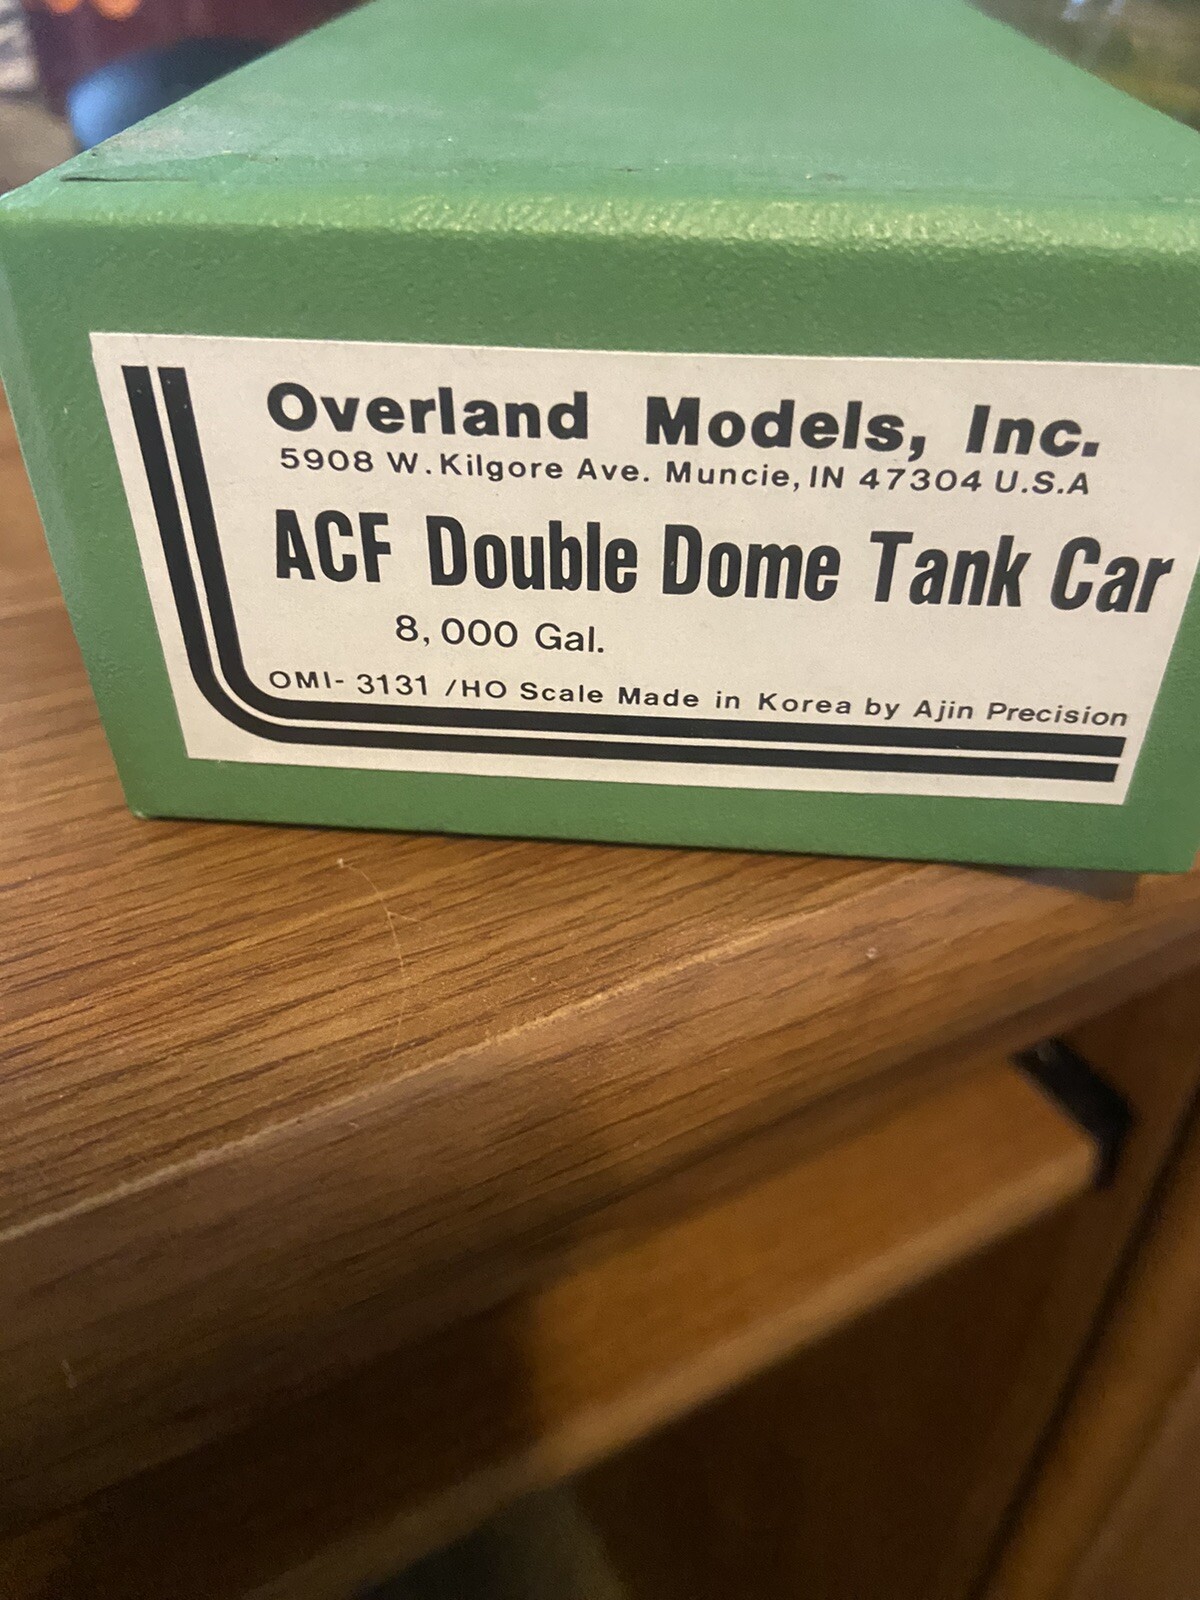 Overland Models, Inc.
5908 W. Kilgore Ave. Muncie, IN 47304 U.S.A
ACF Double Dome Tank Car
8,000 Gal.
OMI- 3131 /HO Scale Made in Korea by Ajin Precision